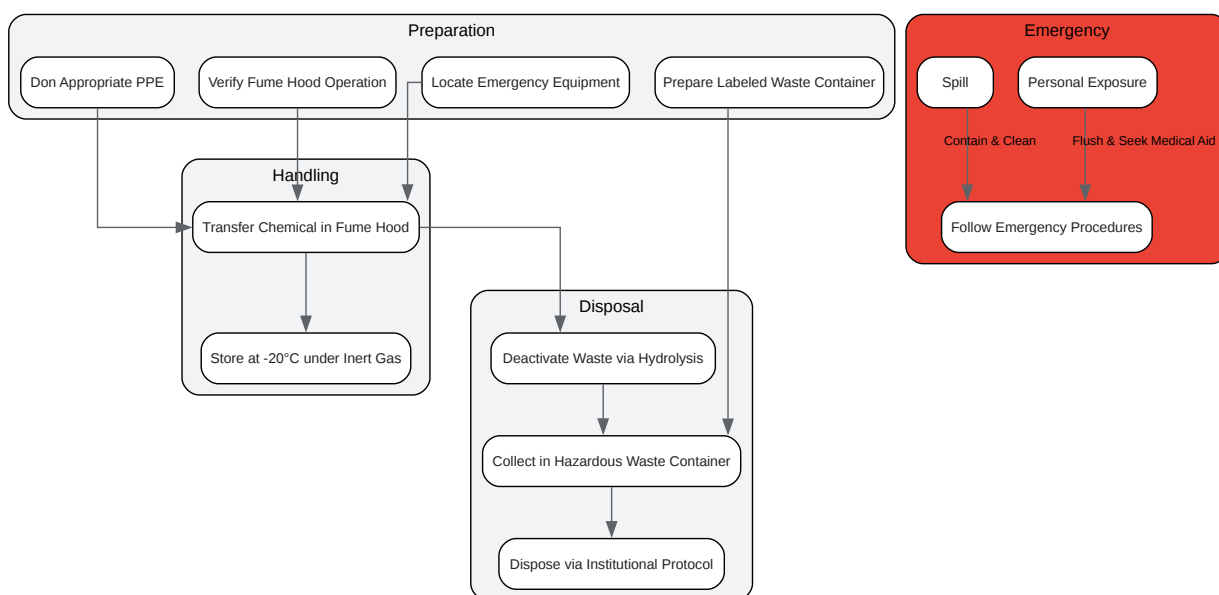 Preparation
Don Appropriate PPE
Verify Fume Hood Operation
Locate Emergency Equipment
Prepare Labeled Waste Container
Emergency
Spill
Personal Exposure
Contain & Clean
Flush & Seek Medical Aid
Follow Emergency Procedures
Handling
Transfer Chemical in Fume Hood
Store at -20°C under Inert Gas
Disposal
Deactivate Waste via Hydrolysis
Collect in Hazardous Waste Container
Dispose via Institutional Protocol